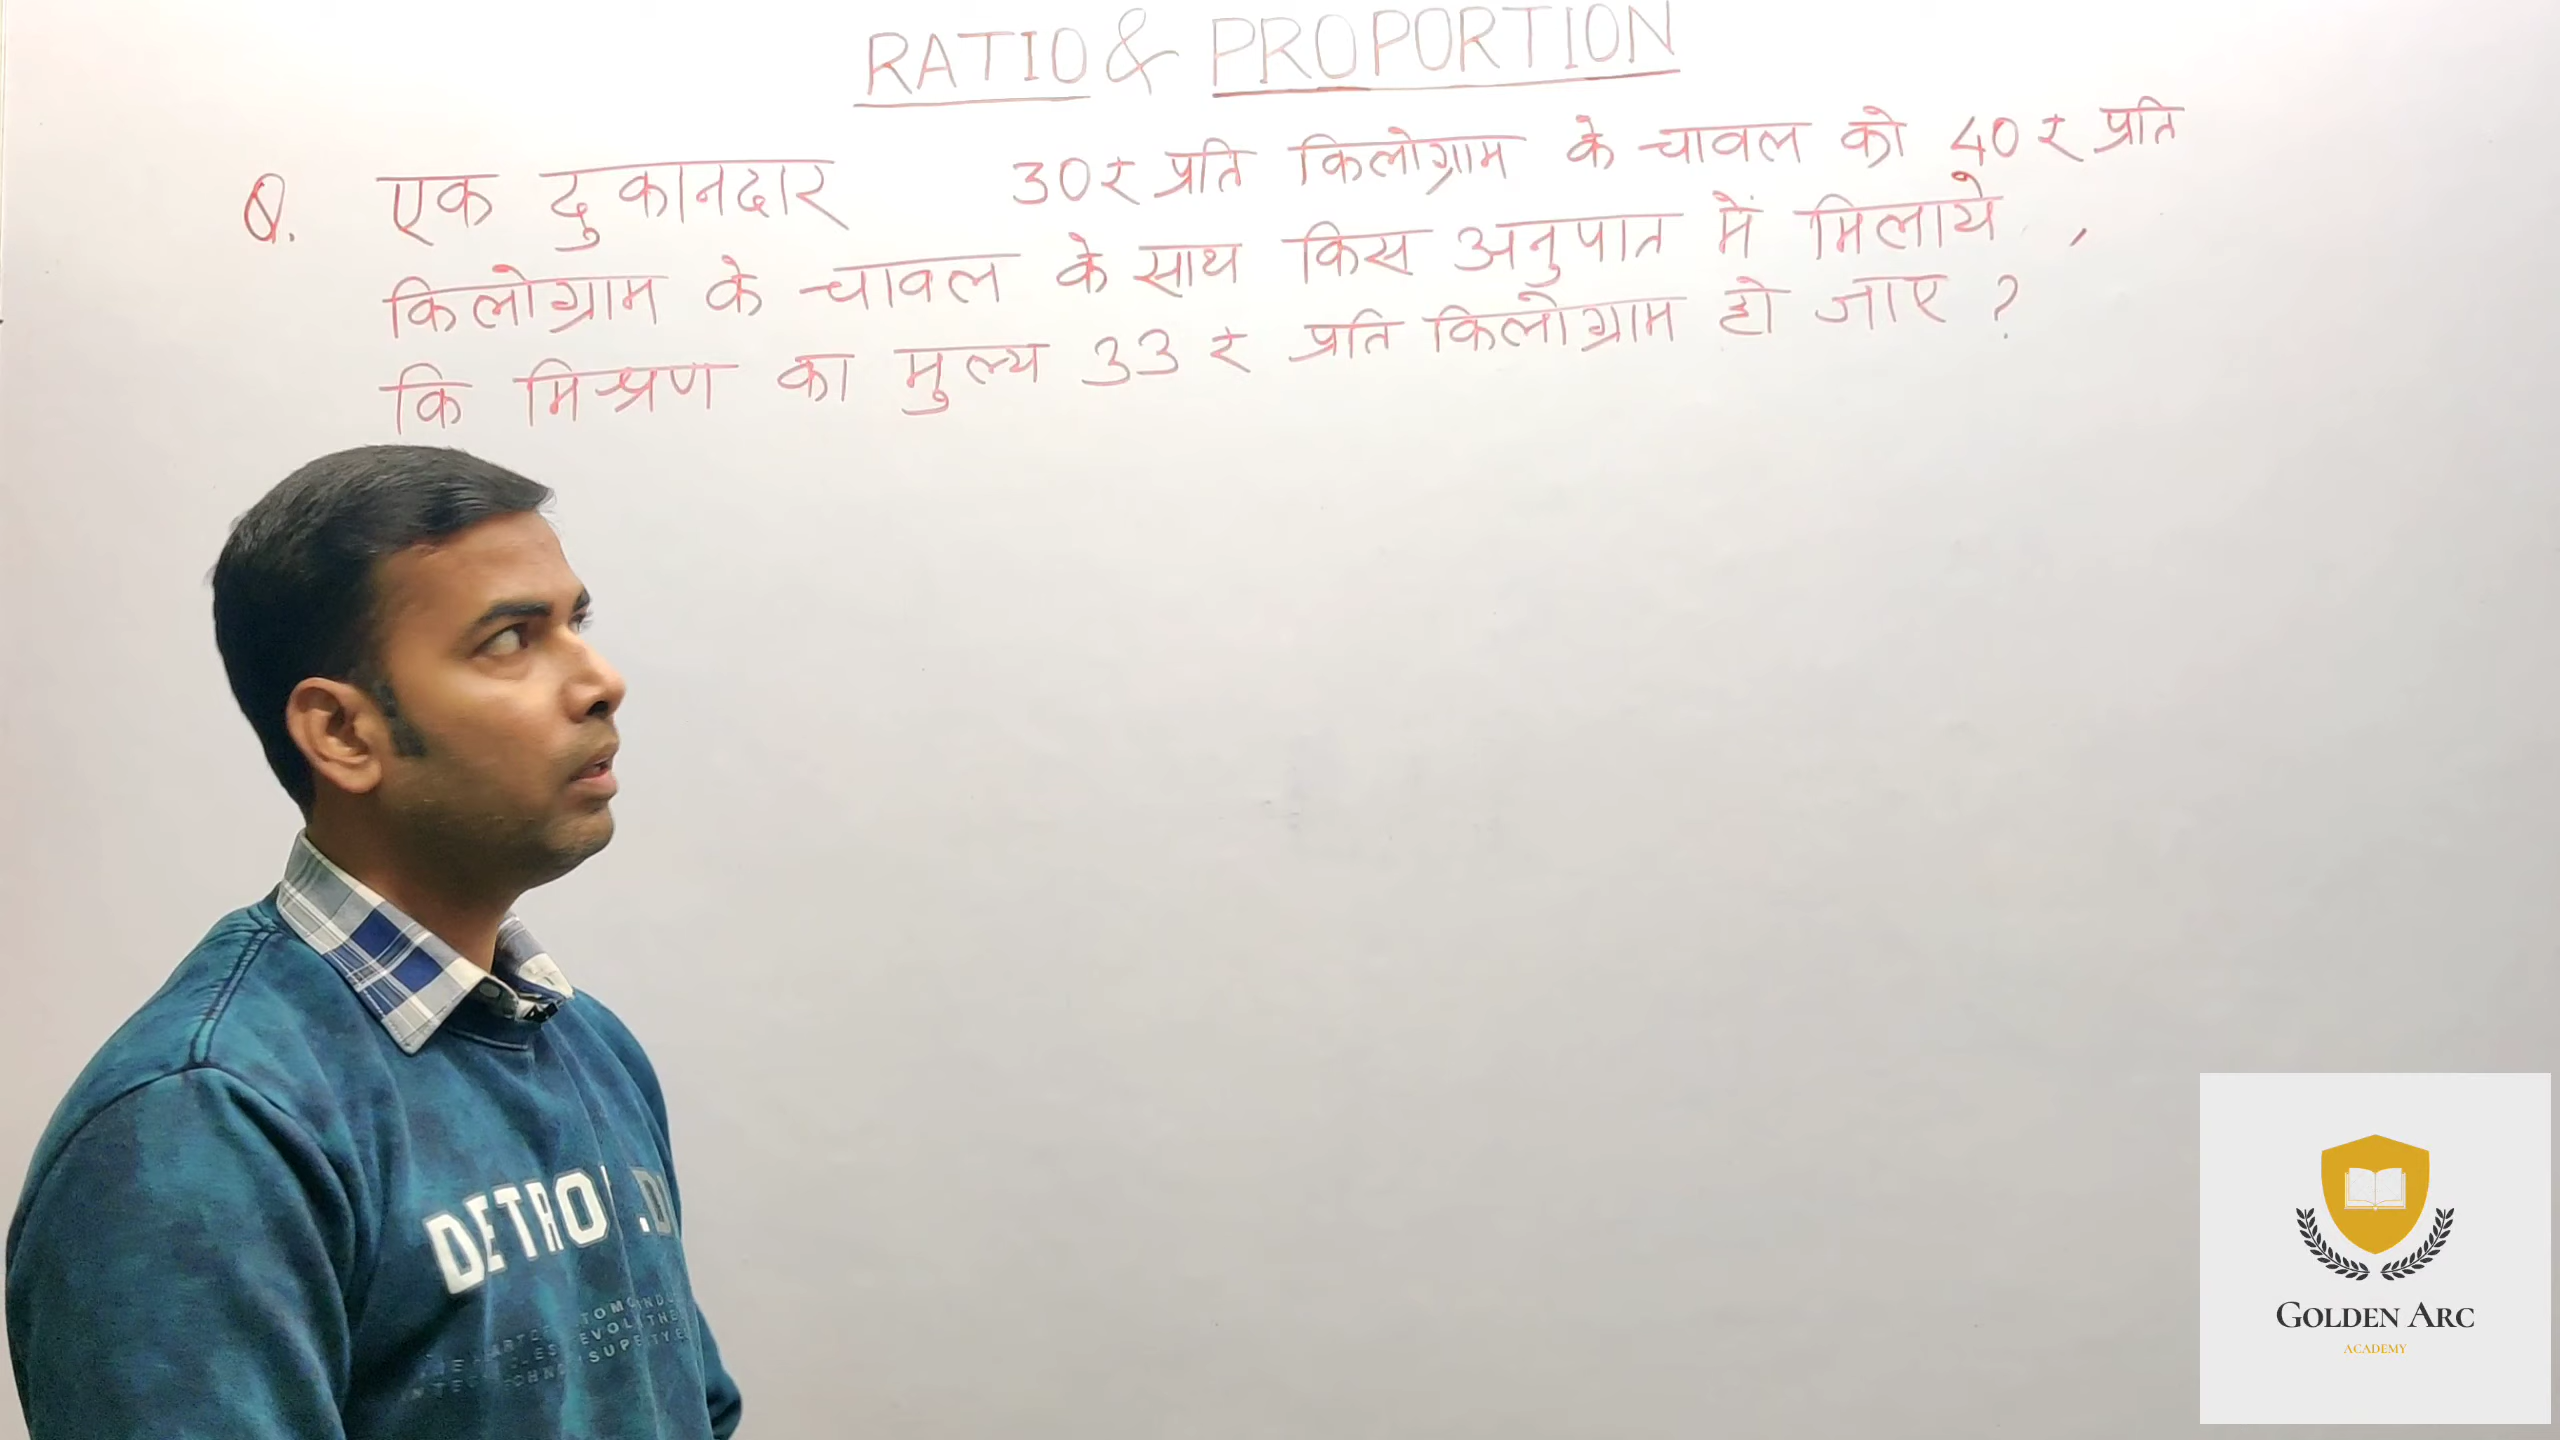 RATIO & PROPORTION
Q. एक दुकानदार 30₹ प्रति किलोग्राम के चावल को 40₹ प्रति
किलोग्राम के चावल के साथ किस अनुपात में मिलाये ,
कि मिश्रण का मुल्य 33₹ प्रति किलोग्राम हो जाए ?
GOLDEN ARC
ACADEMY